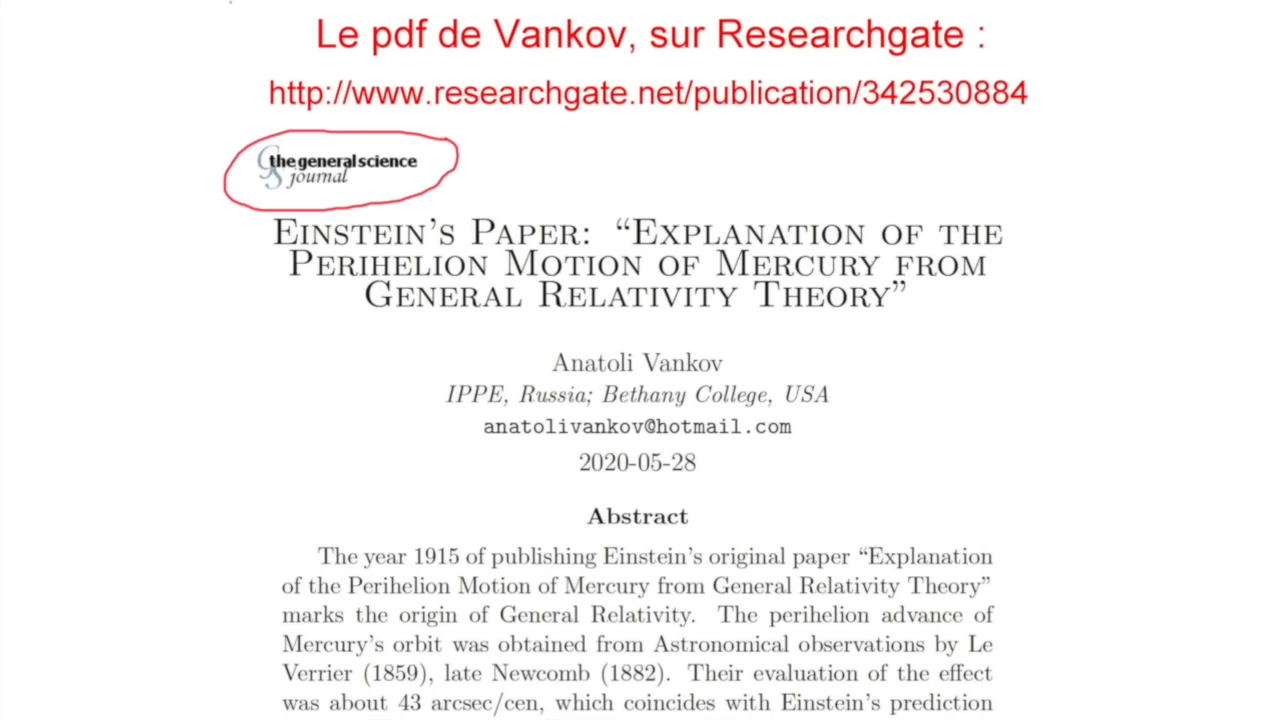 Le pdf de Vankov, sur Researchgate :
http://www.researchgate.net/publication/342530884
GS the general science
journal
EINSTEIN'S PAPER: “EXPLANATION OF THE
PERIHELION MOTION OF MERCURY FROM
GENERAL RELATIVITY THEORY”
Anatoli Vankov
IPPE, Russia; Bethany College, USA
anatolivankov@hotmail.com
2020-05-28
Abstract
The year 1915 of publishing Einstein's original paper “Explanation
of the Perihelion Motion of Mercury from General Relativity Theory”
marks the origin of General Relativity. The perihelion advance of
Mercury's orbit was obtained from Astronomical observations by Le
Verrier (1859), late Newcomb (1882). Their evaluation of the effect
was about 43 arcsec/cen, which coincides with Einstein's prediction